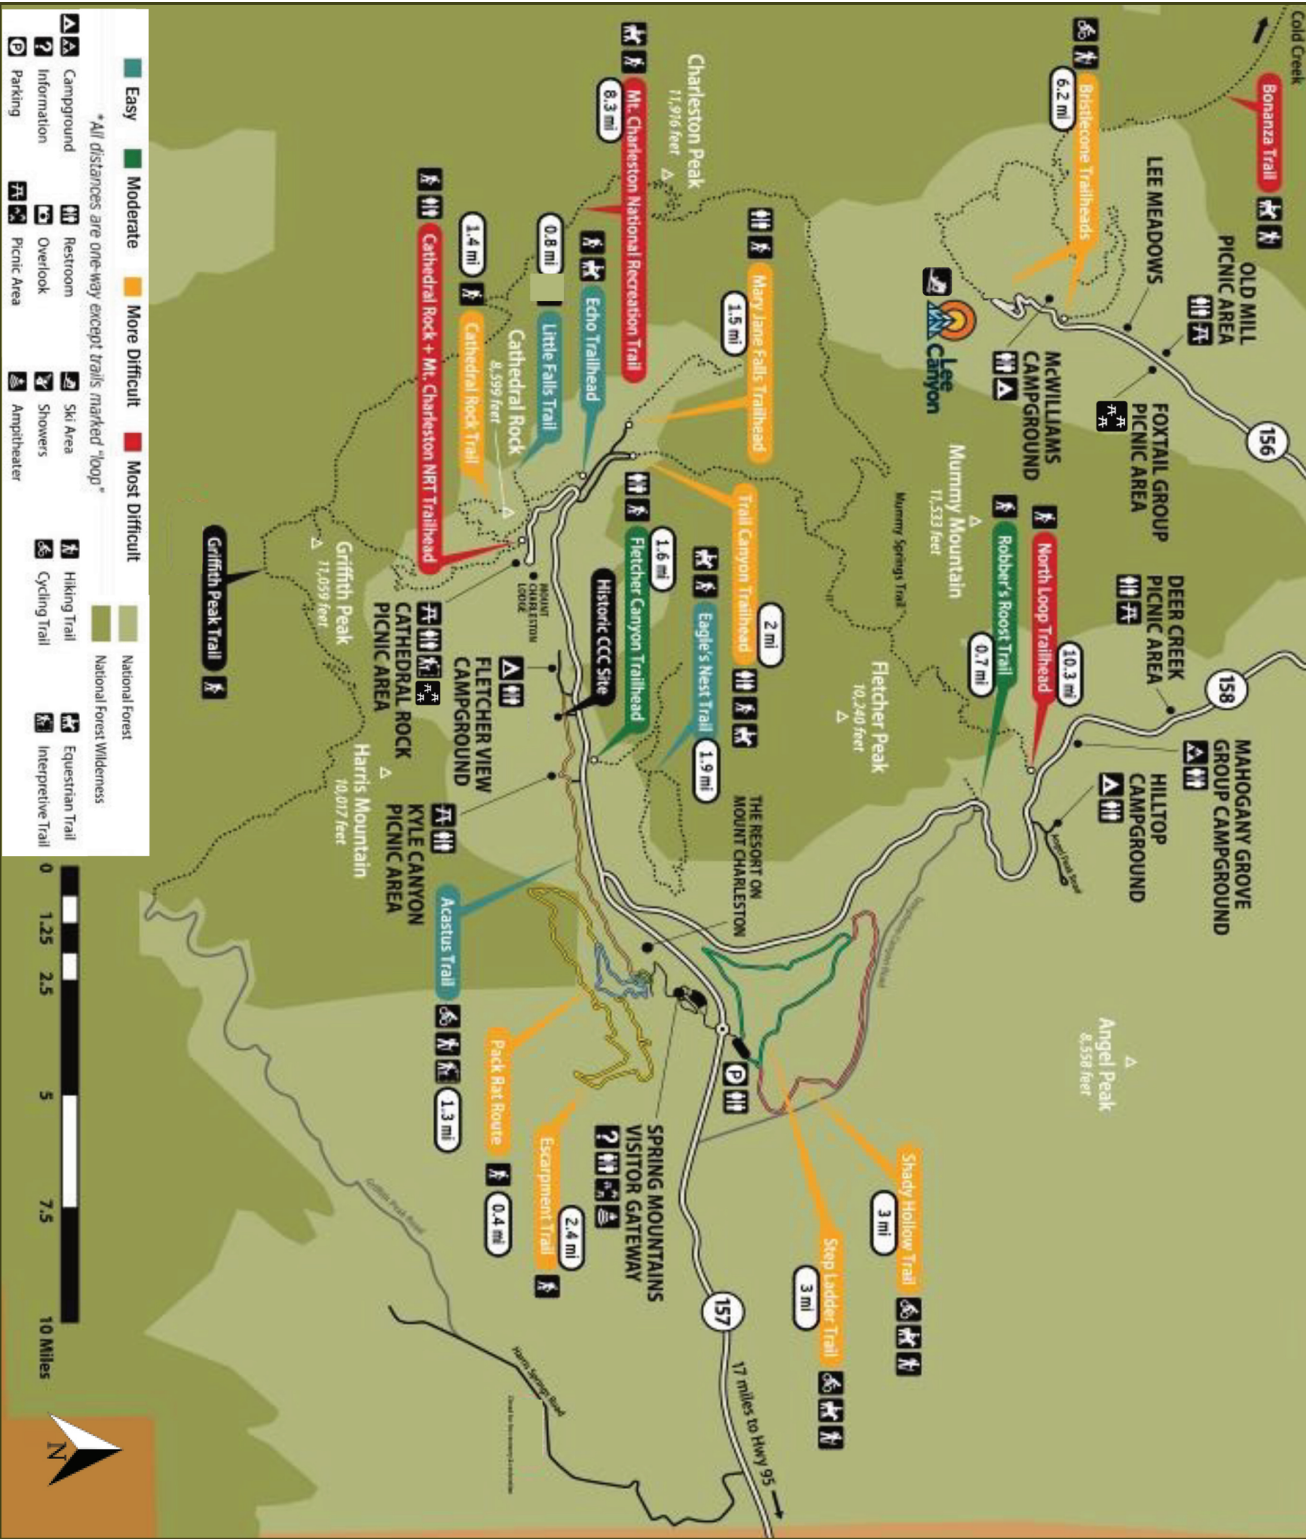 Cold Creek
Bonanza Trail
Bristlecone Trailheads
6.2 mi
LEE MEADOWS
OLD MILL
PICNIC AREA
FOXTAIL GROUP
PICNIC AREA
156
McWILLIAMS
CAMPGROUND
Lee
Canyon
DEER CREEK
PICNIC AREA
158
MAHOGANY GROVE
GROUP CAMPGROUND
HILLTOP
CAMPGROUND
Angel Peak Road
North Loop Trailhead
10.3 mi
Robber's Roost Trail
0.7 mi
Mummy Mountain
11,533 feet
Mummy Springs Trail
Fletcher Peak
10,240 feet
Angel Peak
8,558 feet
Charleston Peak
11,916 feet
Mt. Charleston National Recreation Trail
8.3 mi
Mary Jane Falls Trailhead
1.5 mi
Trail Canyon Trailhead
2 mi
Echo Trailhead
Little Falls Trail
0.8 mi
Cathedral Rock
8,599 feet
Cathedral Rock Trail
1.4 mi
Cathedral Rock + Mt. Charleston NRT Trailhead
Eagle's Nest Trail
1.9 mi
Fletcher Canyon Trailhead
1.6 mi
Historic CCC Site
MOUNT
CHARLESTON
LODGE
FLETCHER VIEW
CAMPGROUND
CATHEDRAL ROCK
PICNIC AREA
KYLE CANYON
PICNIC AREA
THE RESORT ON
MOUNT CHARLESTON
Griffith Peak
11,059 feet
Griffith Peak Trail
Harris Mountain
10,017 feet
Acastus Trail
1.3 mi
Pack Rat Route
0.4 mi
Escarpment Trail
2.4 mi
SPRING MOUNTAINS
VISITOR GATEWAY
?
P
Shady Hollow Trail
3 mi
Step Ladder Trail
3 mi
Telephone Canyon Road
157
17 miles to Hwy 95
Griffith Peak Road
Harris Springs Road
Easy
Moderate
More Difficult
Most Difficult
*All distances are one-way except trails marked "loop"
National Forest
National Forest Wilderness
Campground
Restroom
Ski Area
Hiking Trail
Equestrian Trail
? Information
Overlook
Showers
Cycling Trail
Interpretive Trail
P Parking
Picnic Area
Ampitheater
0 1.25 2.5 5 7.5 10 Miles
N